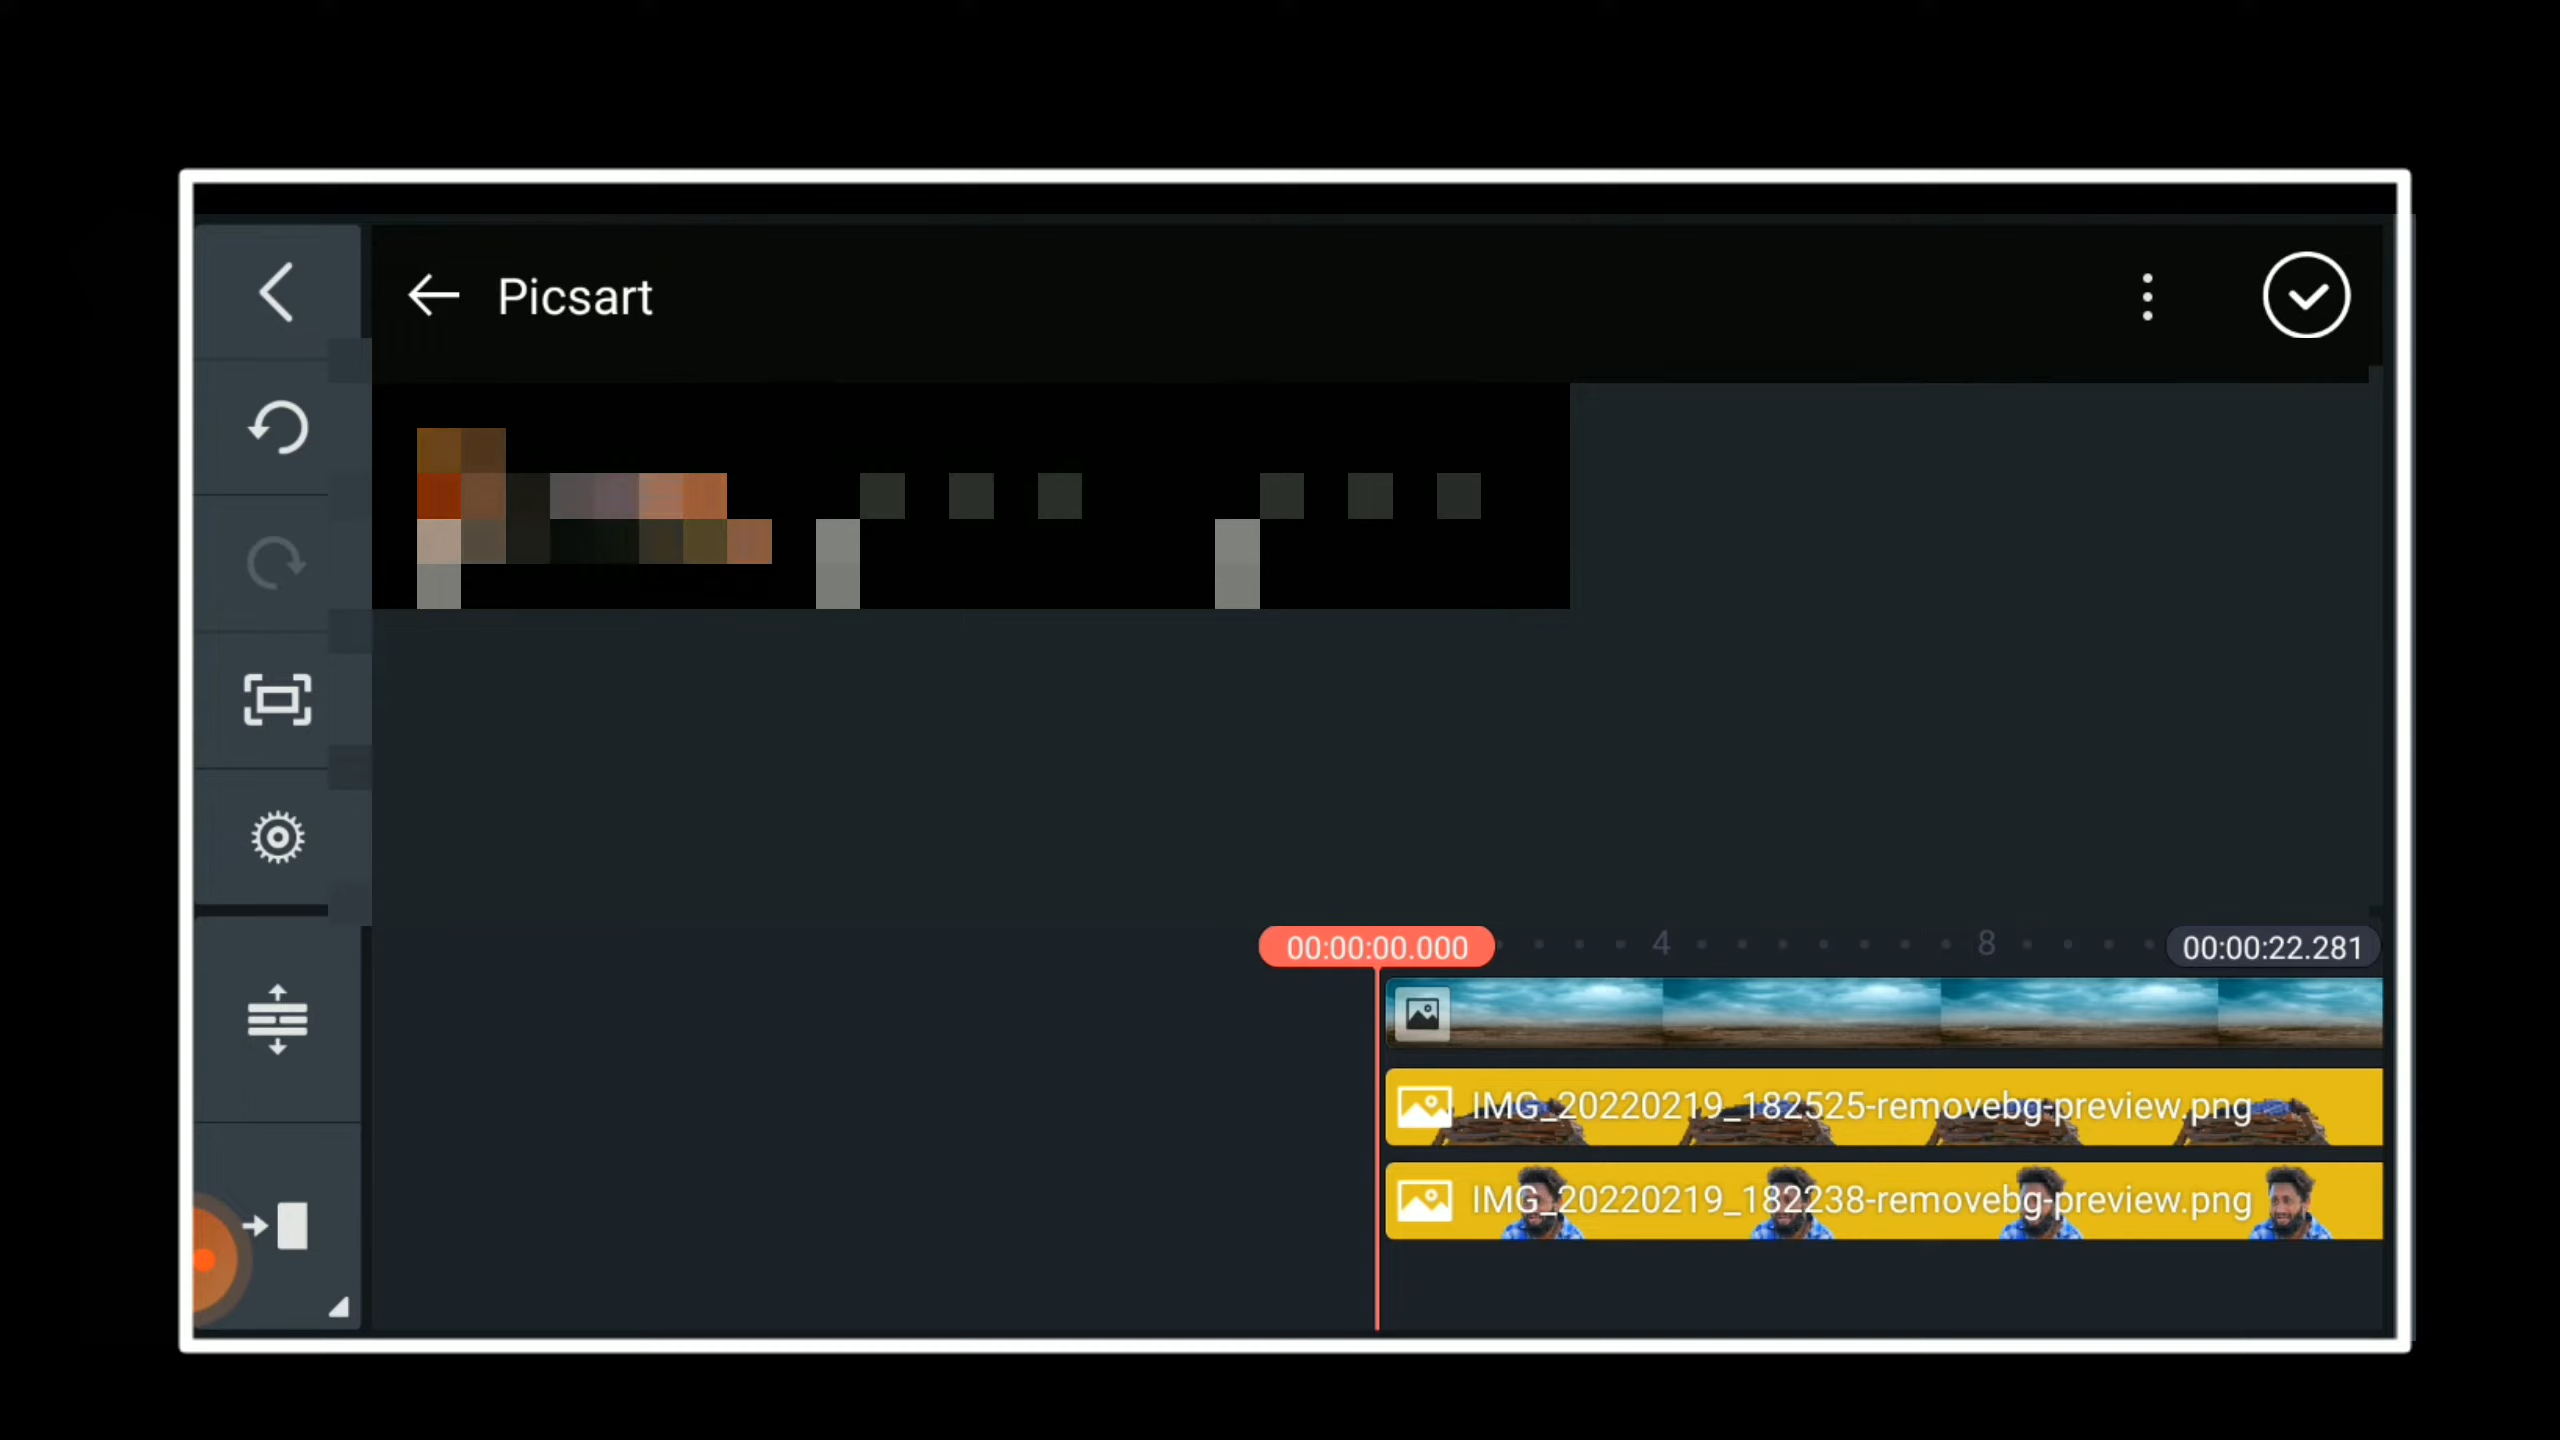 Picsart
00:00:00.000
4
8
00:00:22.281
IMG_20220219_182525-removebg-preview.png
IMG_20220219_182238-removebg-preview.png